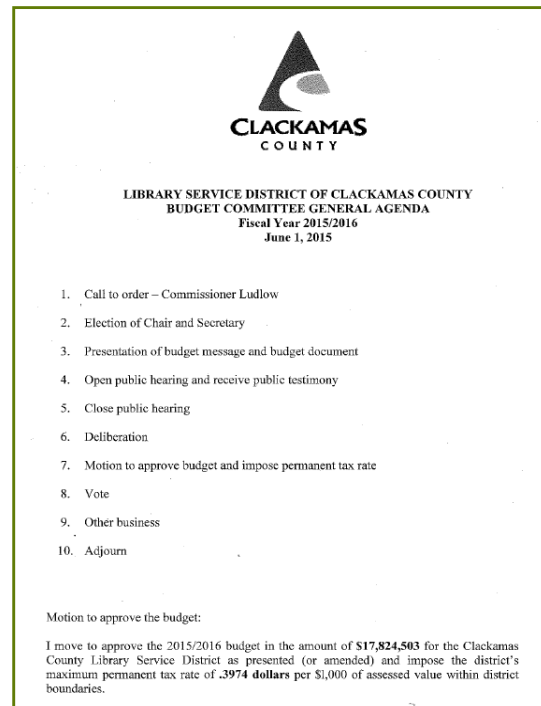 CLACKAMAS
COUNTY
LIBRARY SERVICE DISTRICT OF CLACKAMAS COUNTY
BUDGET COMMITTEE GENERAL AGENDA
Fiscal Year 2015/2016
June 1, 2015
1. Call to order – Commissioner Ludlow
2. Election of Chair and Secretary
3. Presentation of budget message and budget document
4. Open public hearing and receive public testimony
5. Close public hearing
6. Deliberation
7. Motion to approve budget and impose permanent tax rate
8. Vote
9. Other business
10. Adjourn
Motion to approve the budget:
I move to approve the 2015/2016 budget in the amount of $17,824,503 for the Clackamas
County Library Service District as presented (or amended) and impose the district's
maximum permanent tax rate of .3974 dollars per $1,000 of assessed value within district
boundaries.